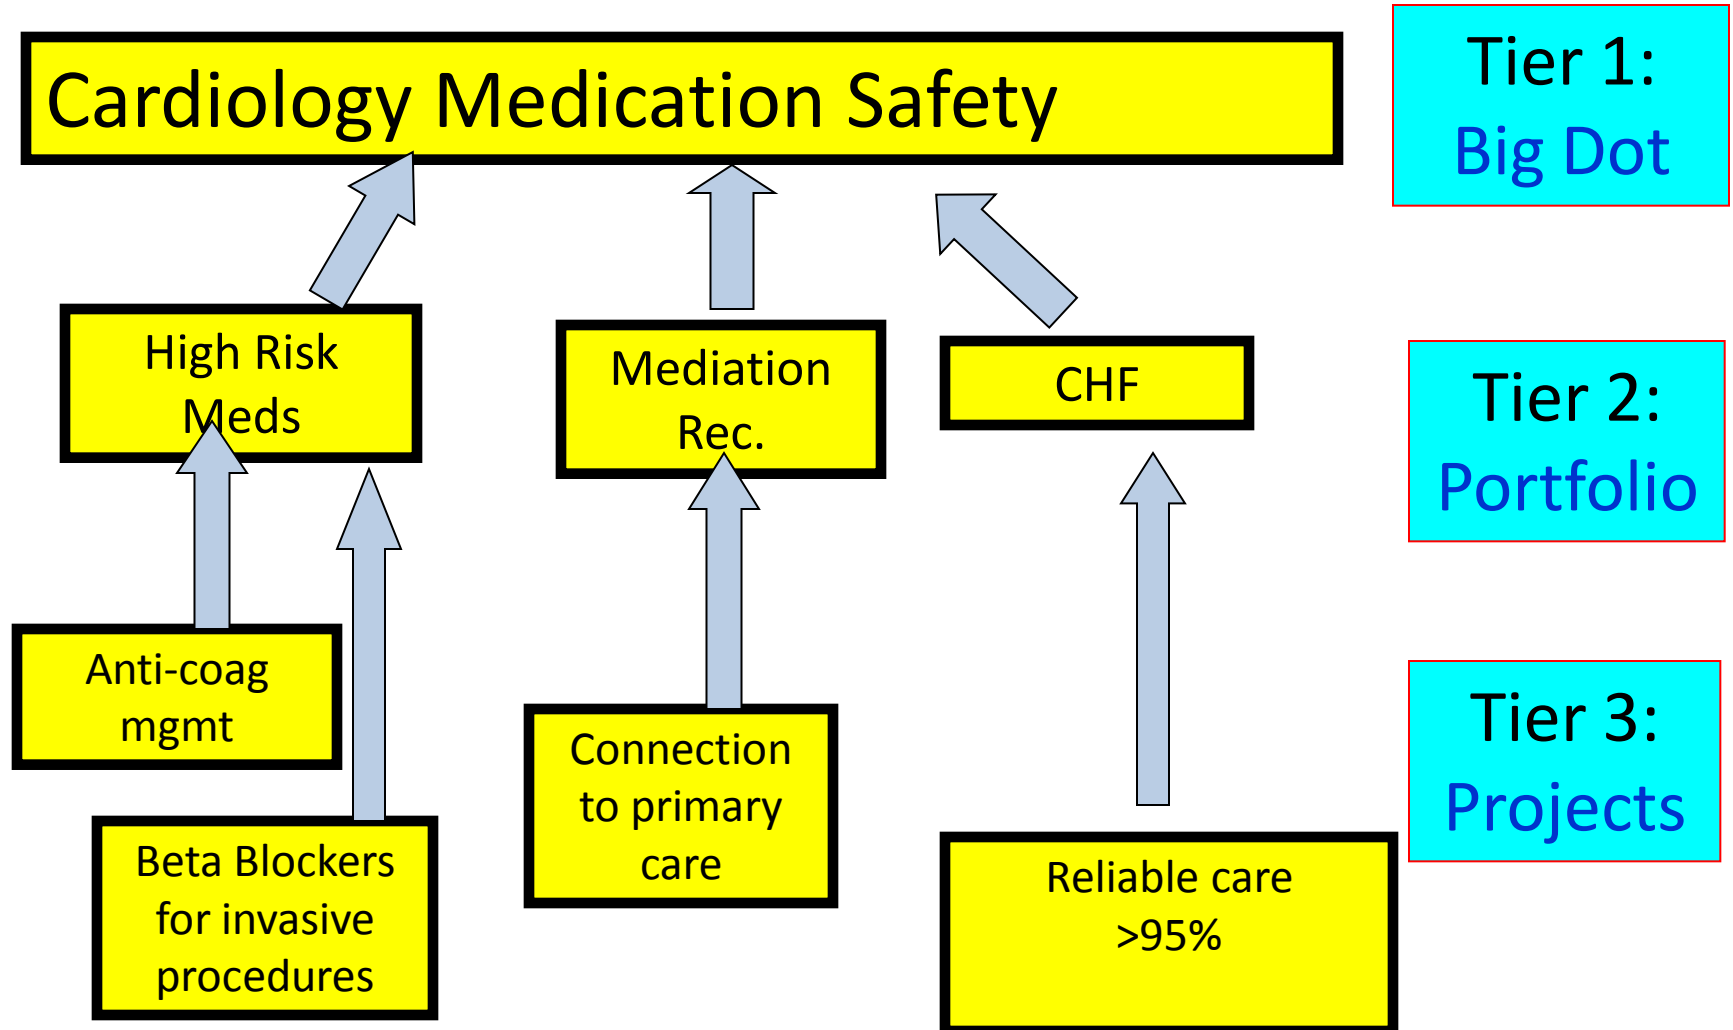 Cardiology Medication Safety
Tier 1:
Big Dot
High Risk
Meds
Mediation
Rec.
CHF
Tier 2:
Portfolio
Anti-coag
mgmt
Beta Blockers
for invasive
procedures
Connection
to primary
care
Reliable care
>95%
Tier 3:
Projects